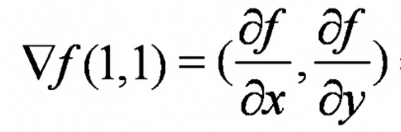 ∇f(1,1) = (∂f/∂x, ∂f/∂y)